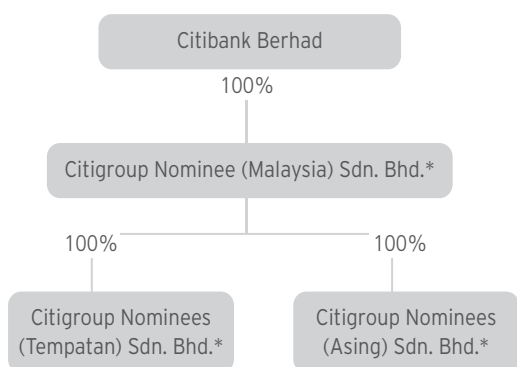 Citibank Berhad
100%
Citigroup Nominee (Malaysia) Sdn. Bhd.*
100%
100%
Citigroup Nominees
(Tempatan) Sdn. Bhd.*
Citigroup Nominees
(Asing) Sdn. Bhd.*